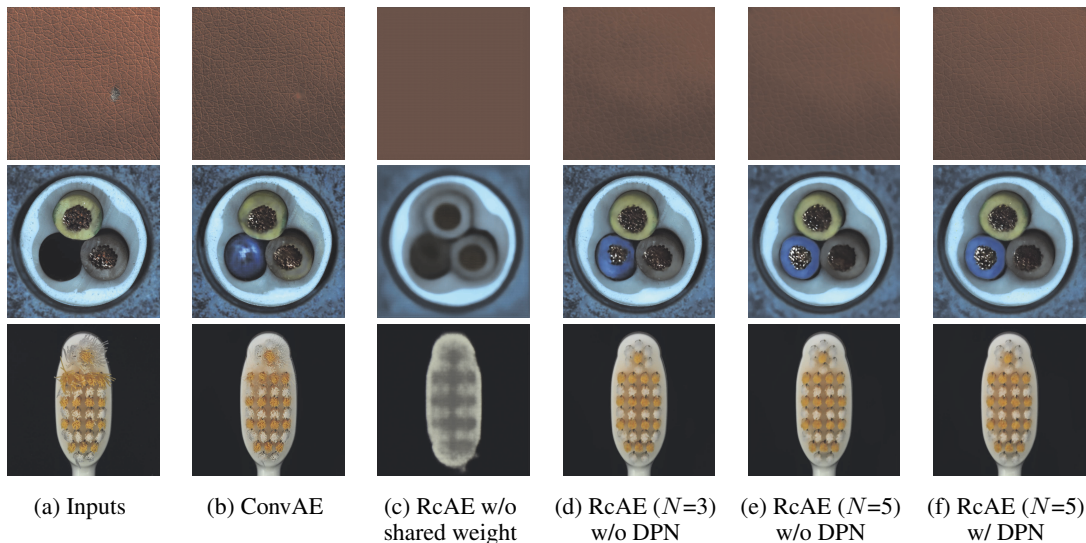 (a) Inputs
(b) ConvAE
(c) RcAE w/o
shared weight
(d) RcAE (N=3)
w/o DPN
(e) RcAE (N=5)
w/o DPN
(f) RcAE (N=5)
w/ DPN